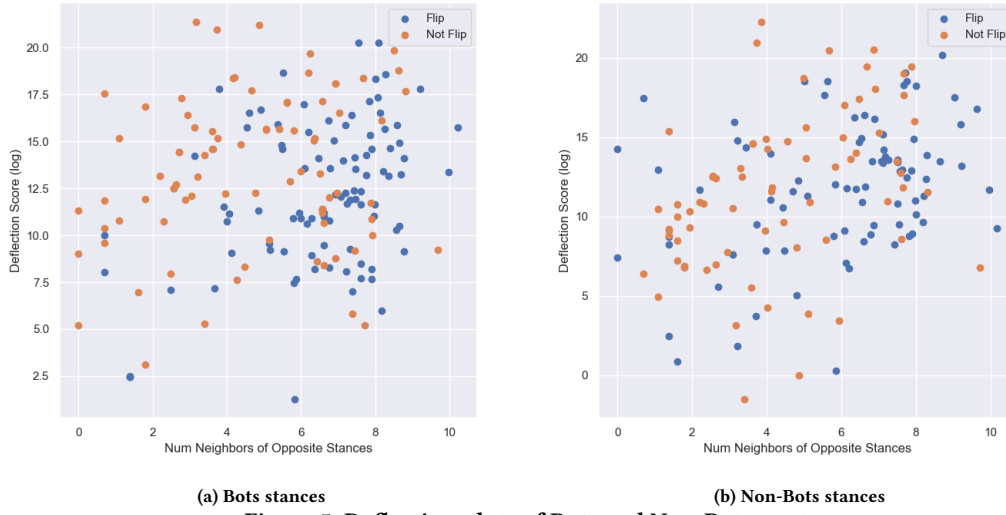 Flip
Not Flip
20.0
17.5
15.0
12.5
10.0
7.5
5.0
2.5
Deflection Score (log)
0 2 4 6 8 10
Num Neighbors of Opposite Stances
(a) Bots stances
Flip
Not Flip
20
15
10
5
0
Deflection Score (log)
0 2 4 6 8 10
Num Neighbors of Opposite Stances
(b) Non-Bots stances